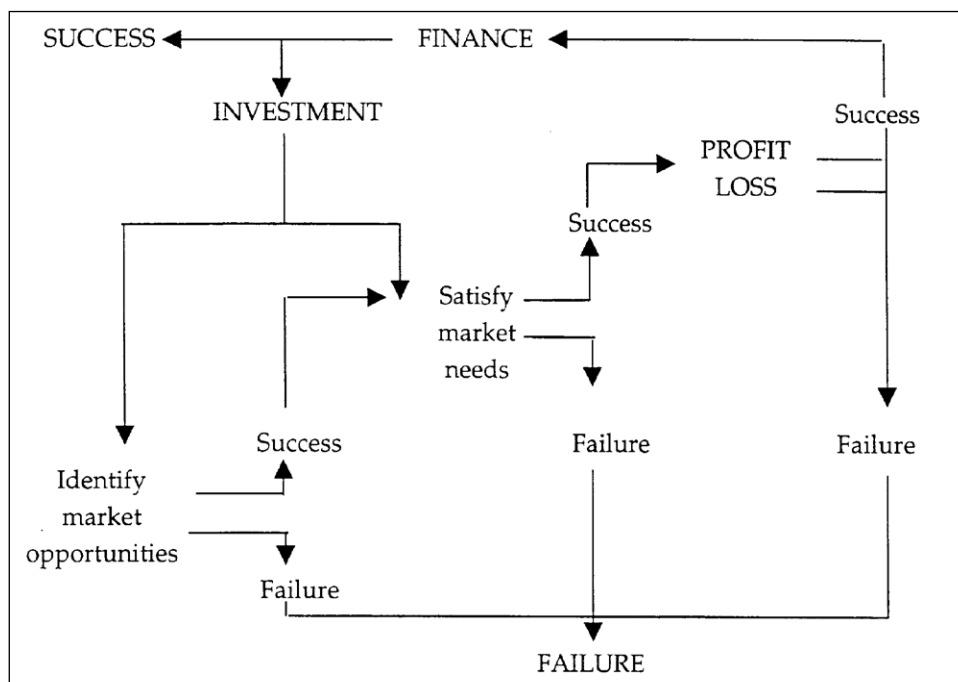 SUCCESS
FINANCE
INVESTMENT
Success
PROFIT
LOSS
Success
Satisfy
market
needs
Success
Failure
Failure
Identify
market
opportunities
Failure
FAILURE